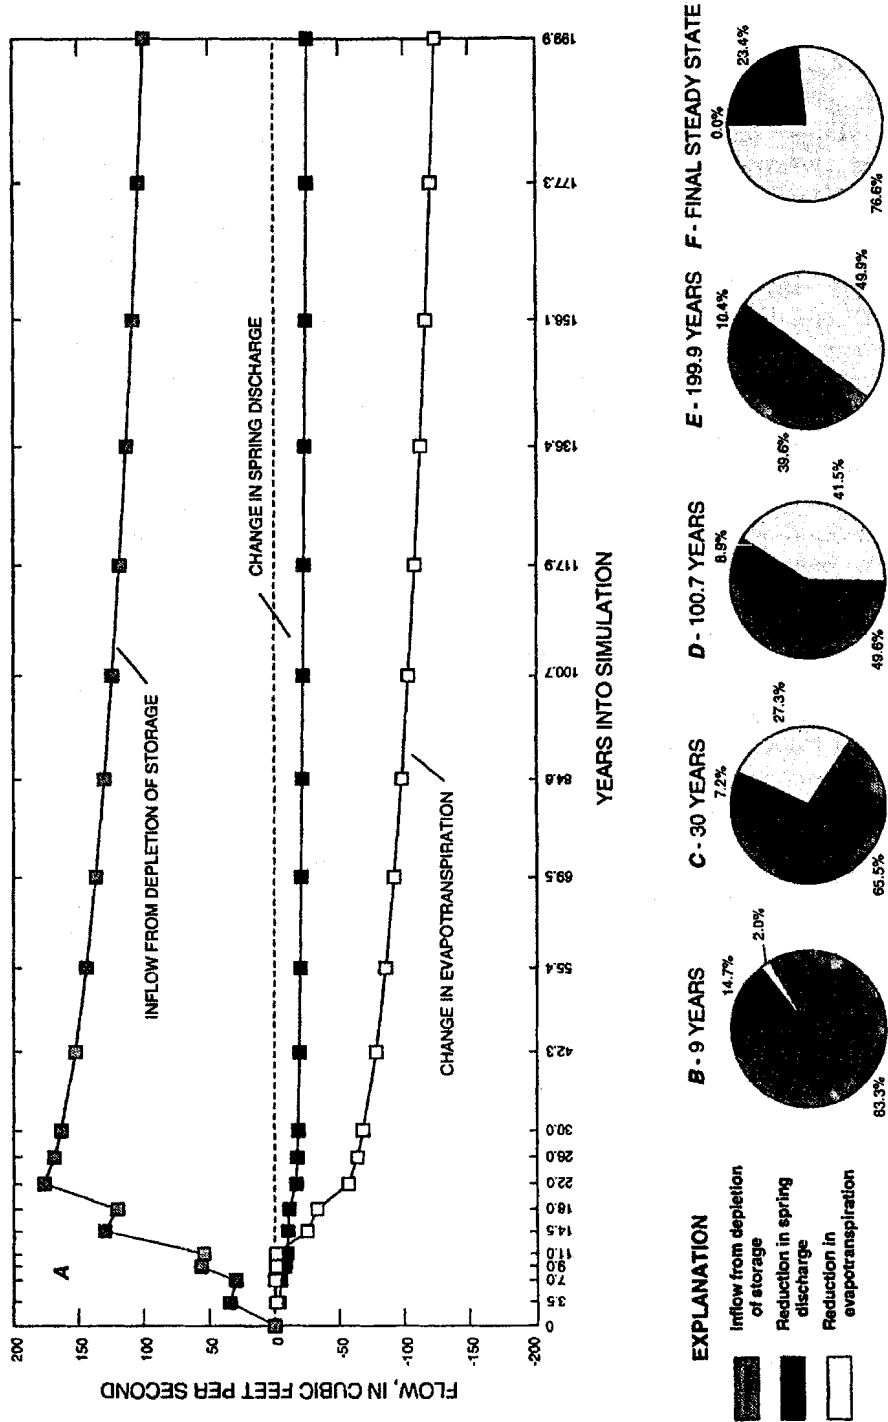 A
FLOW, IN CUBIC FEET PER SECOND
200
150
100
50
0
-50
-100
-150
-200
INFLOW FROM DEPLETION OF STORAGE
CHANGE IN SPRING DISCHARGE
CHANGE IN EVAPOTRANSPIRATION
0
3.5
7.0
9.0
11.0
14.5
18.0
22.0
26.0
30.0
42.3
55.4
69.5
84.6
100.7
117.9
136.4
156.1
177.3
199.9
YEARS INTO SIMULATION
EXPLANATION
Inflow from depletion
of storage
Reduction in spring
discharge
Reduction in
evapotranspiration
B - 9 YEARS
14.7%
2.0%
83.3%
C - 30 YEARS
7.2%
27.3%
65.5%
D - 100.7 YEARS
8.9%
41.5%
49.6%
E - 199.9 YEARS
10.4%
49.9%
39.6%
F - FINAL STEADY STATE
0.0%
23.4%
76.6%